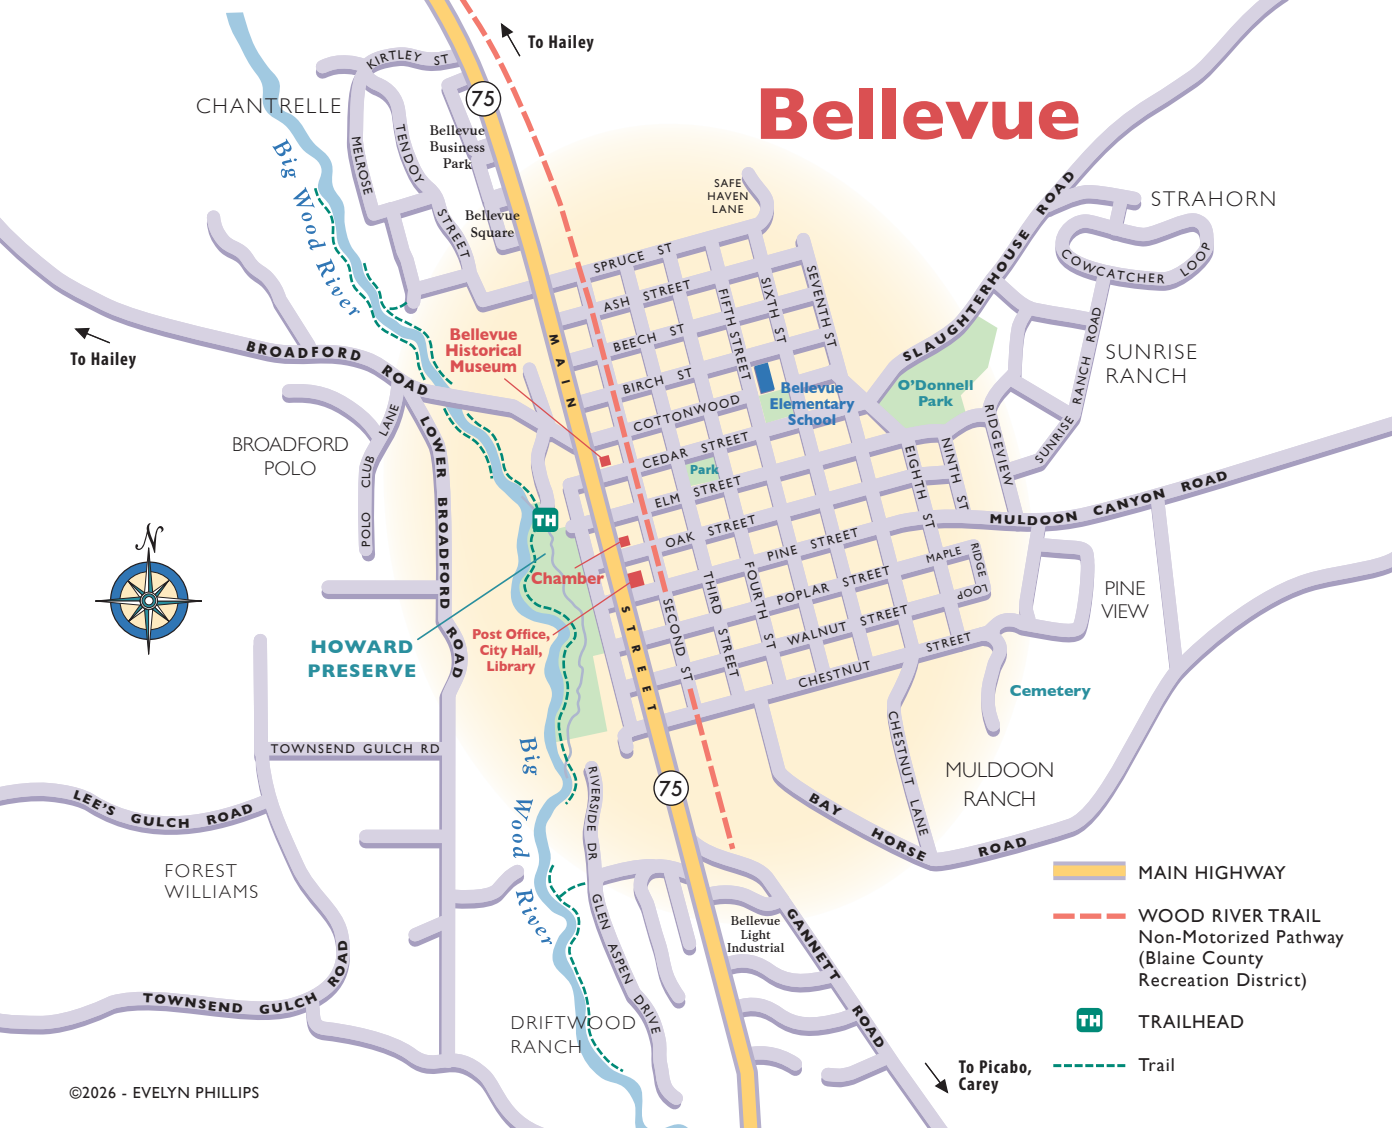 To Hailey
Bellevue
KIRTLEY ST
75
CHANTRELLE
MELROSE
TENDOY
STREET
Bellevue
Business
Park
Bellevue
Square
Big Wood River
SAFE
HAVEN
LANE
SLAUGHTERHOUSE ROAD
STRAHORN
COWCATCHER LOOP
SPRUCE ST
ASH STREET
BEECH ST
BIRCH ST
COTTONWOOD
CEDAR STREET
ELM STREET
OAK STREET
PINE STREET
POPLAR STREET
WALNUT STREET
CHESTNUT STREET
FIFTH STREET
SIXTH ST
SEVENTH ST
To Hailey
BROADFORD ROAD
Bellevue
Historical
Museum
MAIN STREET
Bellevue
Elementary
School
O'Donnell
Park
SUNRISE
RANCH
SUNRISE RANCH ROAD
RIDGEVIEW
BROADFORD
POLO
POLO CLUB LANE
LOWER BROADFORD ROAD
Park
EIGHTH ST
NINTH ST
MULDOON CANYON ROAD
TH
N
Chamber
MAPLE
RIDGE
LOOP
PINE
VIEW
SECOND ST
THIRD STREET
FOURTH ST
HOWARD
PRESERVE
Post Office,
City Hall,
Library
Cemetery
TOWNSEND GULCH RD
Big Wood River
RIVERSIDE DR
75
CHESTNUT LANE
MULDOON
RANCH
LEE'S GULCH ROAD
BAY HORSE ROAD
FOREST
WILLIAMS
GLEN ASPEN DRIVE
Bellevue
Light
Industrial
GANNETT ROAD
TOWNSEND GULCH ROAD
DRIFTWOOD
RANCH
To Picabo,
Carey
MAIN HIGHWAY
WOOD RIVER TRAIL
Non-Motorized Pathway
(Blaine County
Recreation District)
TH
TRAILHEAD
Trail
©2026 - EVELYN PHILLIPS